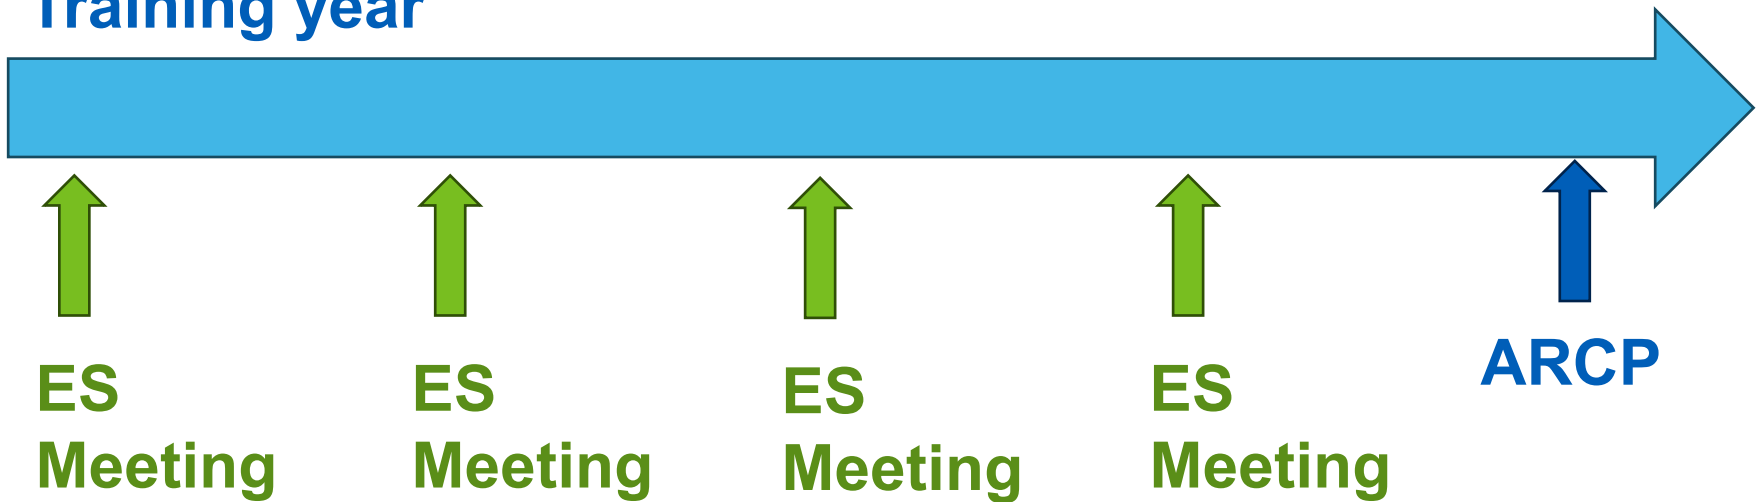 Training year
ARCP
ES
Meeting
ES
Meeting
ES
Meeting
ES
Meeting